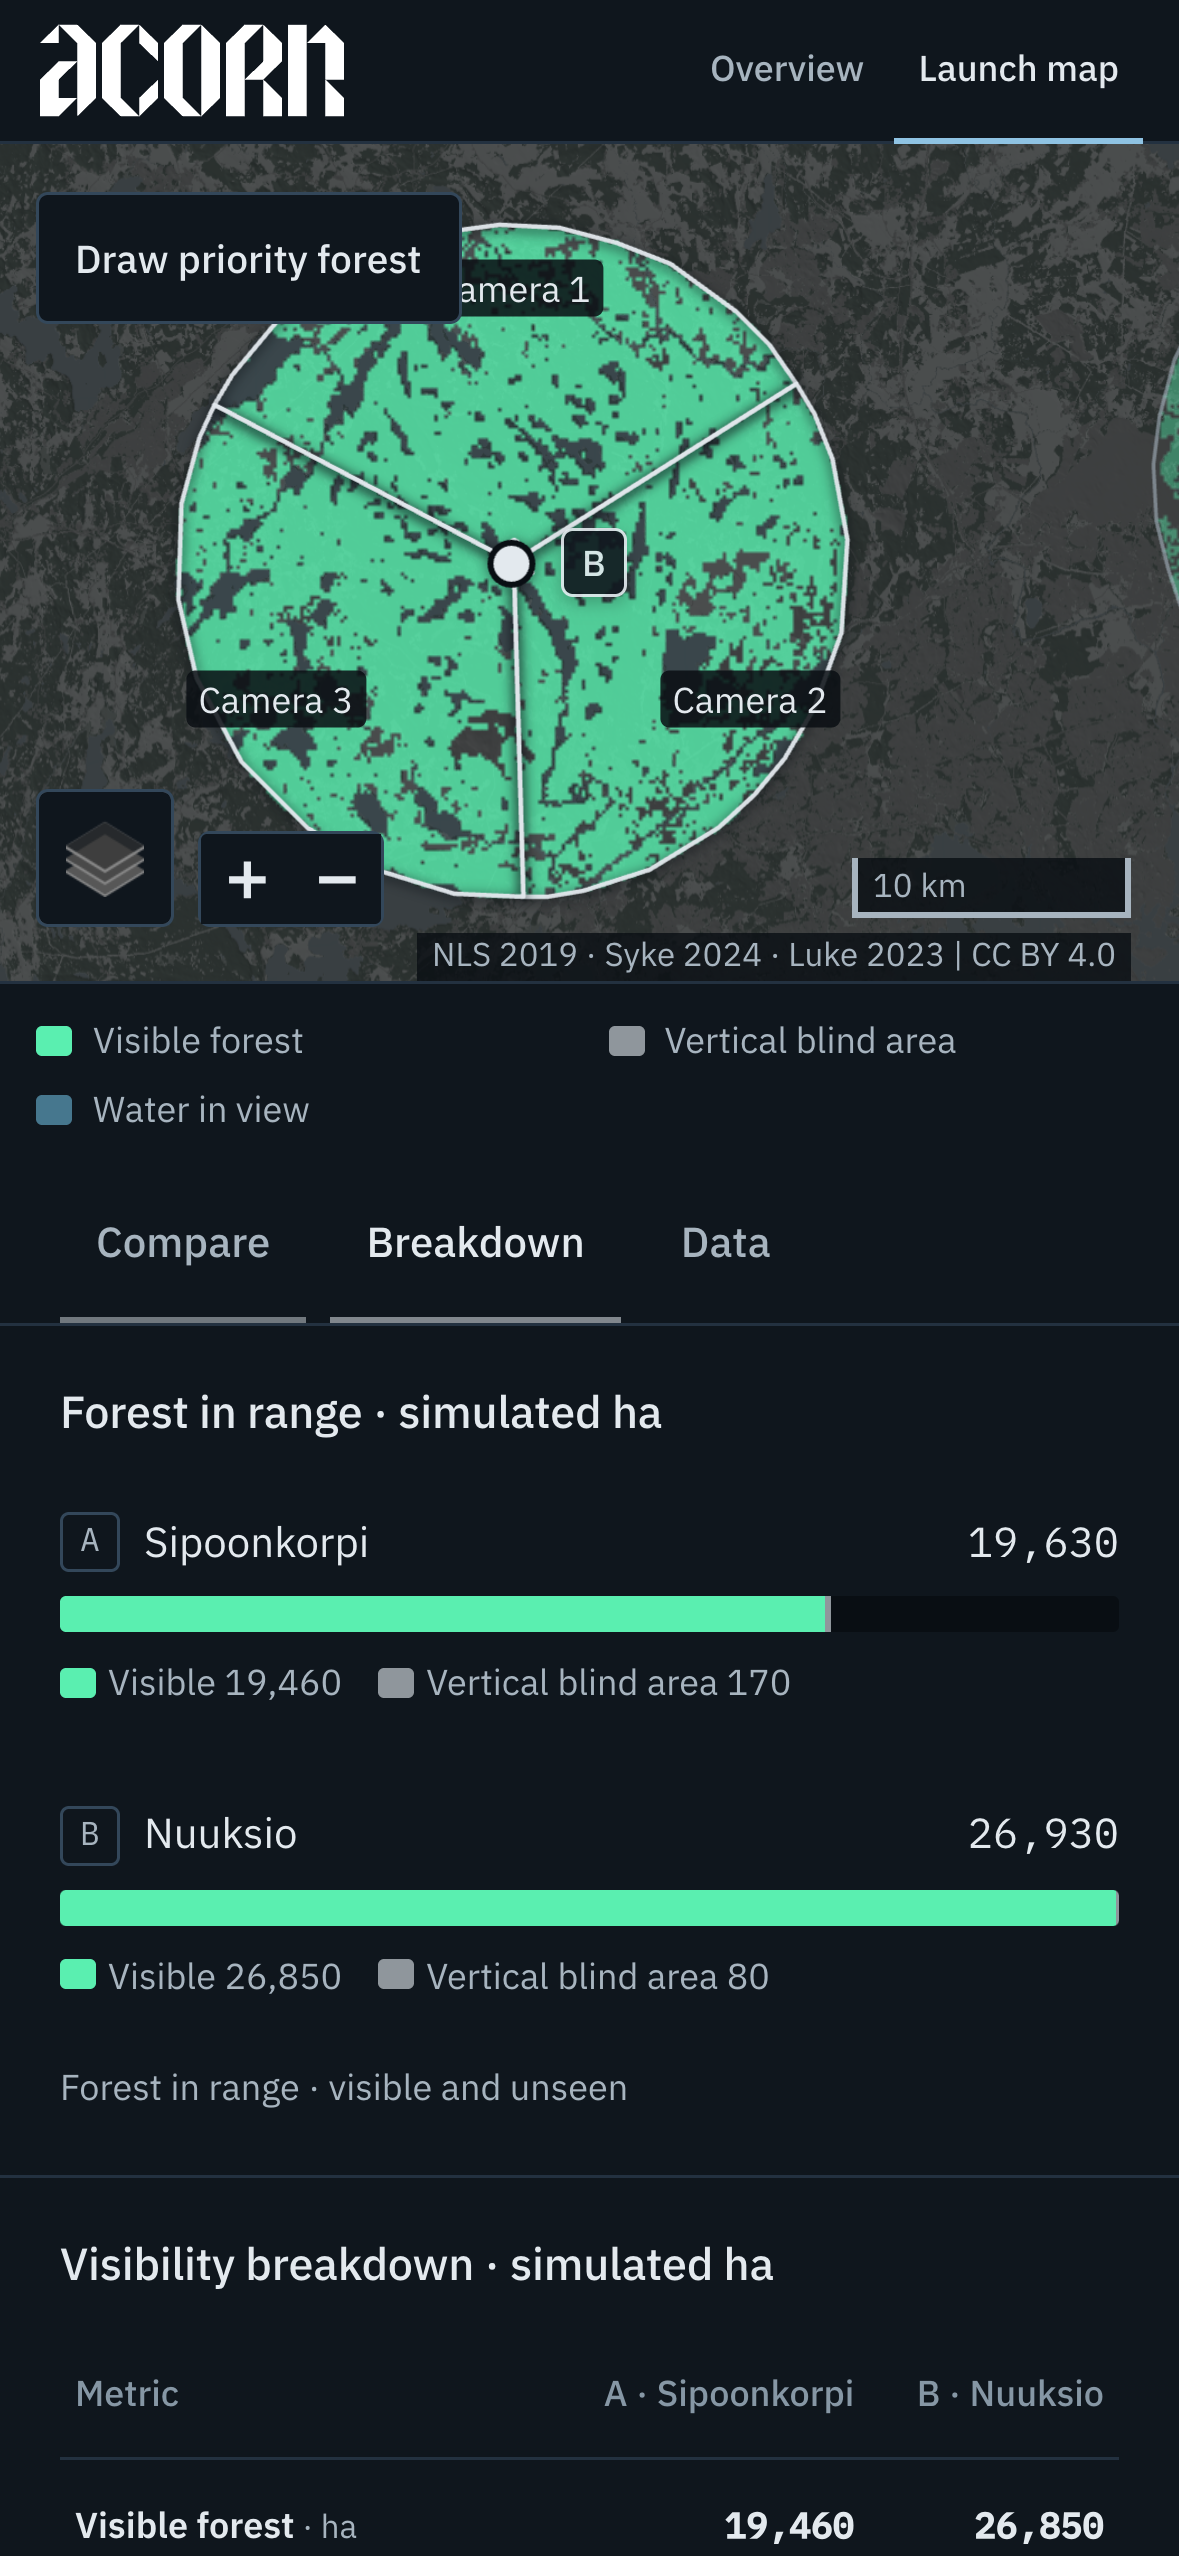 acorn
Overview Launch map
Draw priority forest
amera 1
B
Camera 3
Camera 2
10 km
NLS 2019 · Syke 2024 · Luke 2023 | CC BY 4.0
Visible forest
Vertical blind area
Water in view
Compare Breakdown Data
Forest in range · simulated ha
A Sipoonkorpi 19,630
Visible 19,460 Vertical blind area 170
B Nuuksio 26,930
Visible 26,850 Vertical blind area 80
Forest in range · visible and unseen
Visibility breakdown · simulated ha
Metric A · Sipoonkorpi B · Nuuksio
Visible forest · ha 19,460 26,850